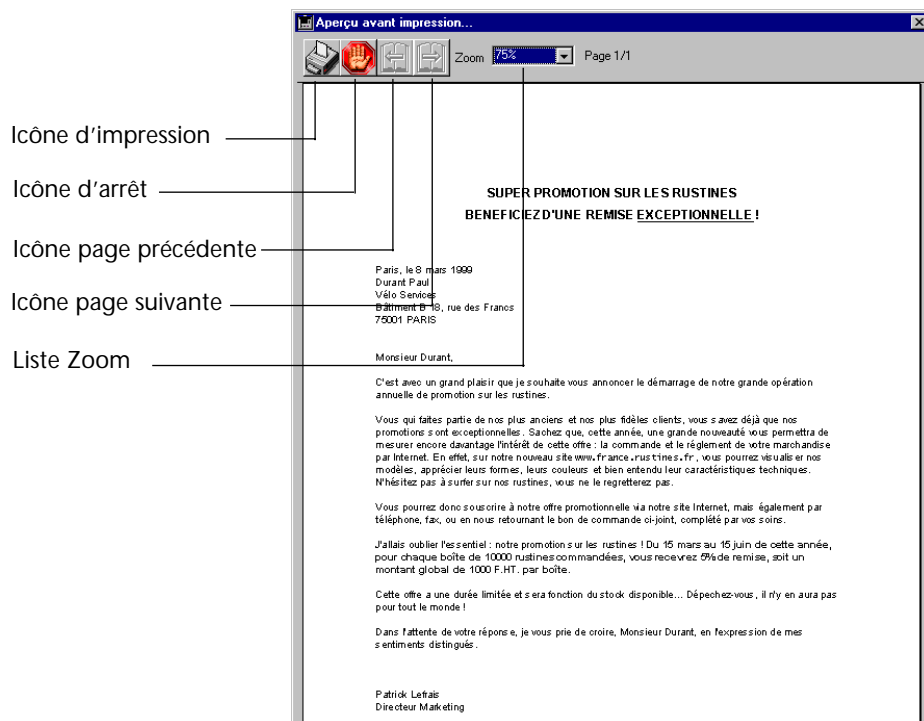 Aperçu avant impression...
Zoom 75% Page 1/1
Icône d'impression
Icône d'arrêt
Icône page précédente
Icône page suivante
Liste Zoom
SUPER PROMOTION SUR LES RUSTINES
BENEFICIEZ D'UNE REMISE EXCEPTIONNELLE !
Paris, le 8 mars 1999
Durant Paul
Vélo Services
Bâtiment B 18, rue des Francs
75001 PARIS
Monsieur Durant,
C'est avec un grand plaisir que je souhaite vous annoncer le démarrage de notre grande opération
annuelle de promotion sur les rustines.
Vous qui faites partie de nos plus anciens et nos plus fidèles clients, vous savez déjà que nos
promotions sont exceptionnelles. Sachez que, cette année, une grande nouveauté vous permettra de
mesurer encore davantage l'intérêt de cette offre : la commande et le réglement de votre marchandise
par Internet. En effet, sur notre nouveau site www.france.rustines.fr, vous pourrez visualiser nos
modèles, apprécier leurs formes, leurs couleurs et bien entendu leur caractéristiques techniques.
N'hésitez pas à surfer sur nos rustines, vous ne le regretterez pas.
Vous pourrez donc souscrire à notre offre promotionnelle via notre site Internet, mais également par
téléphone, fax, ou en nous retournant le bon de commande ci-joint, complété par vos soins.
J'allais oublier l'essentiel : notre promotion sur les rustines ! Du 15 mars au 15 juin de cette année,
pour chaque boîte de 10000 rustines commandées, vous recevrez 5% de remise, soit un
montant global de 1000 F.HT. par boîte.
Cette offre a une durée limitée et sera fonction du stock disponible... Dépechez-vous, il n'y en aura pas
pour tout le monde !
Dans l'attente de votre réponse, je vous prie de croire, Monsieur Durant, en l'expression de mes
sentiments distingués.
Patrick Lefrais
Directeur Marketing